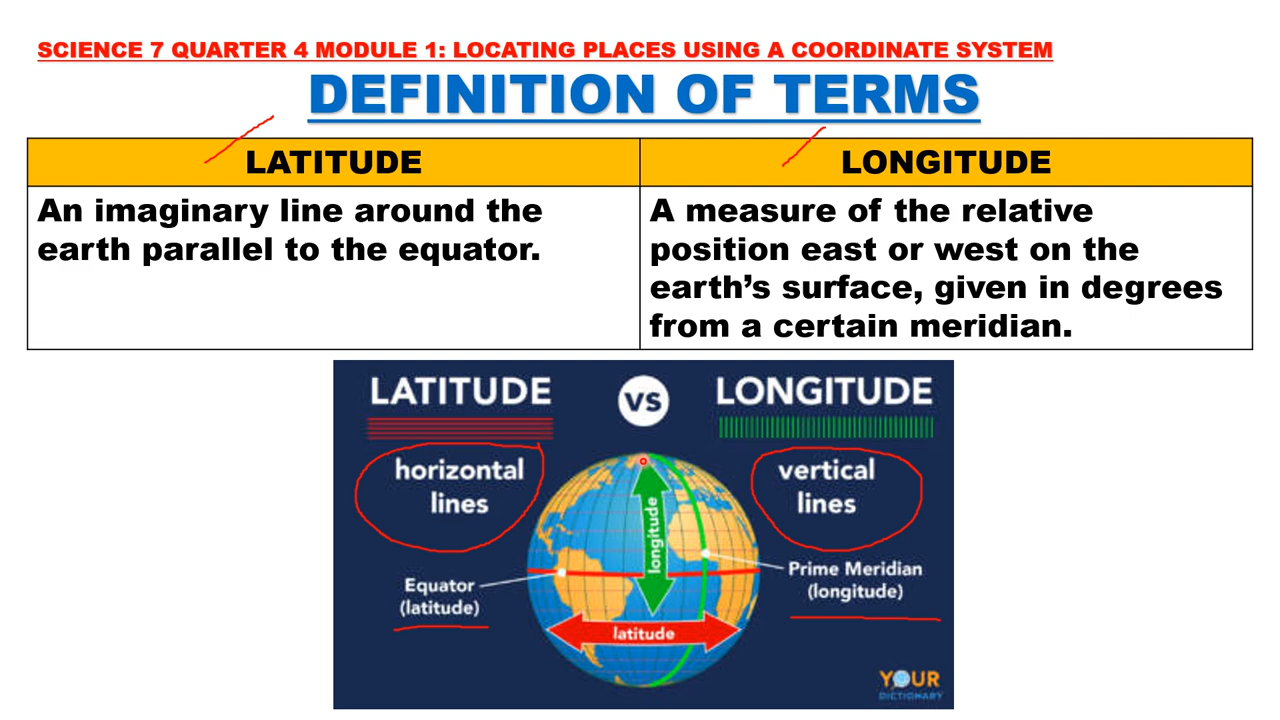 SCIENCE 7 QUARTER 4 MODULE 1: LOCATING PLACES USING A COORDINATE SYSTEM
DEFINITION OF TERMS
LATITUDE
LONGITUDE
An imaginary line around the
earth parallel to the equator.
A measure of the relative
position east or west on the
earth's surface, given in degrees
from a certain meridian.
LATITUDE
VS
LONGITUDE
horizontal
lines
vertical
lines
longitude
Equator
(latitude)
Prime Meridian
(longitude)
latitude
YOUR
DICTIONARY